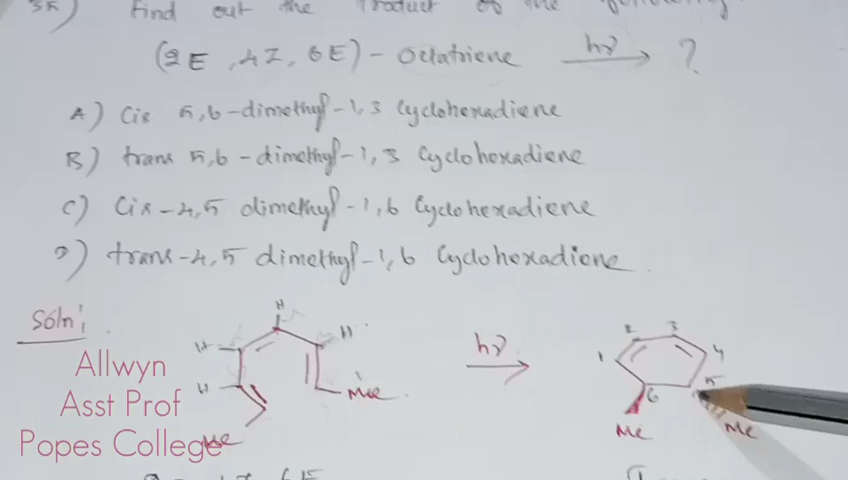 35) Find out the Product of the following
(2E, 4Z, 6E) - Octatriene hν ?
A) Cis 5,6-dimethyl-1,3 Cyclohexadiene
B) trans 5,6-dimethyl-1,3 Cyclohexadiene
C) Cis-4,5 dimethyl-1,6 Cyclohexadiene
D) trans-4,5 dimethyl-1,6 Cyclohexadiene.
Soln;
H
H
H
H
Me
Me
hν
1 2 3 4 5 6
Me
Me
Allwyn
Asst Prof
Popes College